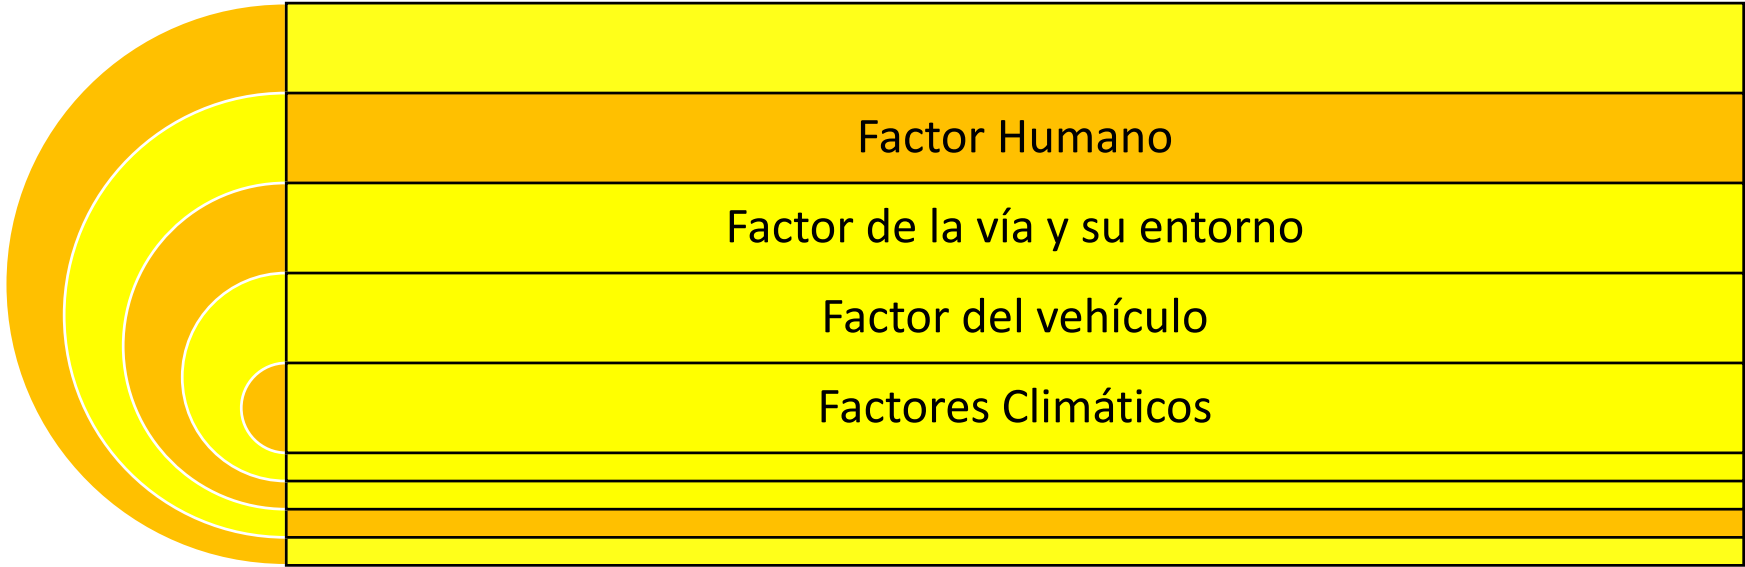 Factor Humano
Factor de la vía y su entorno
Factor del vehículo
Factores Climáticos